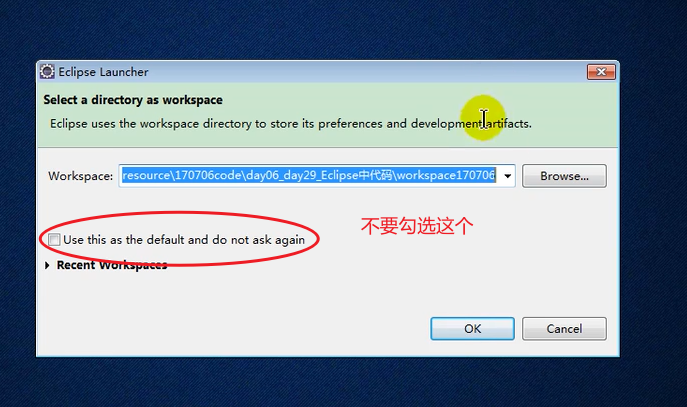 Eclipse Launcher
Select a directory as workspace
Eclipse uses the workspace directory to store its preferences and development artifacts.
Workspace: resource\170706code\day06_day29_Eclipse中代码\workspace170706 Browse...
不要勾选这个
Use this as the default and do not ask again
Recent Workspaces
OK Cancel